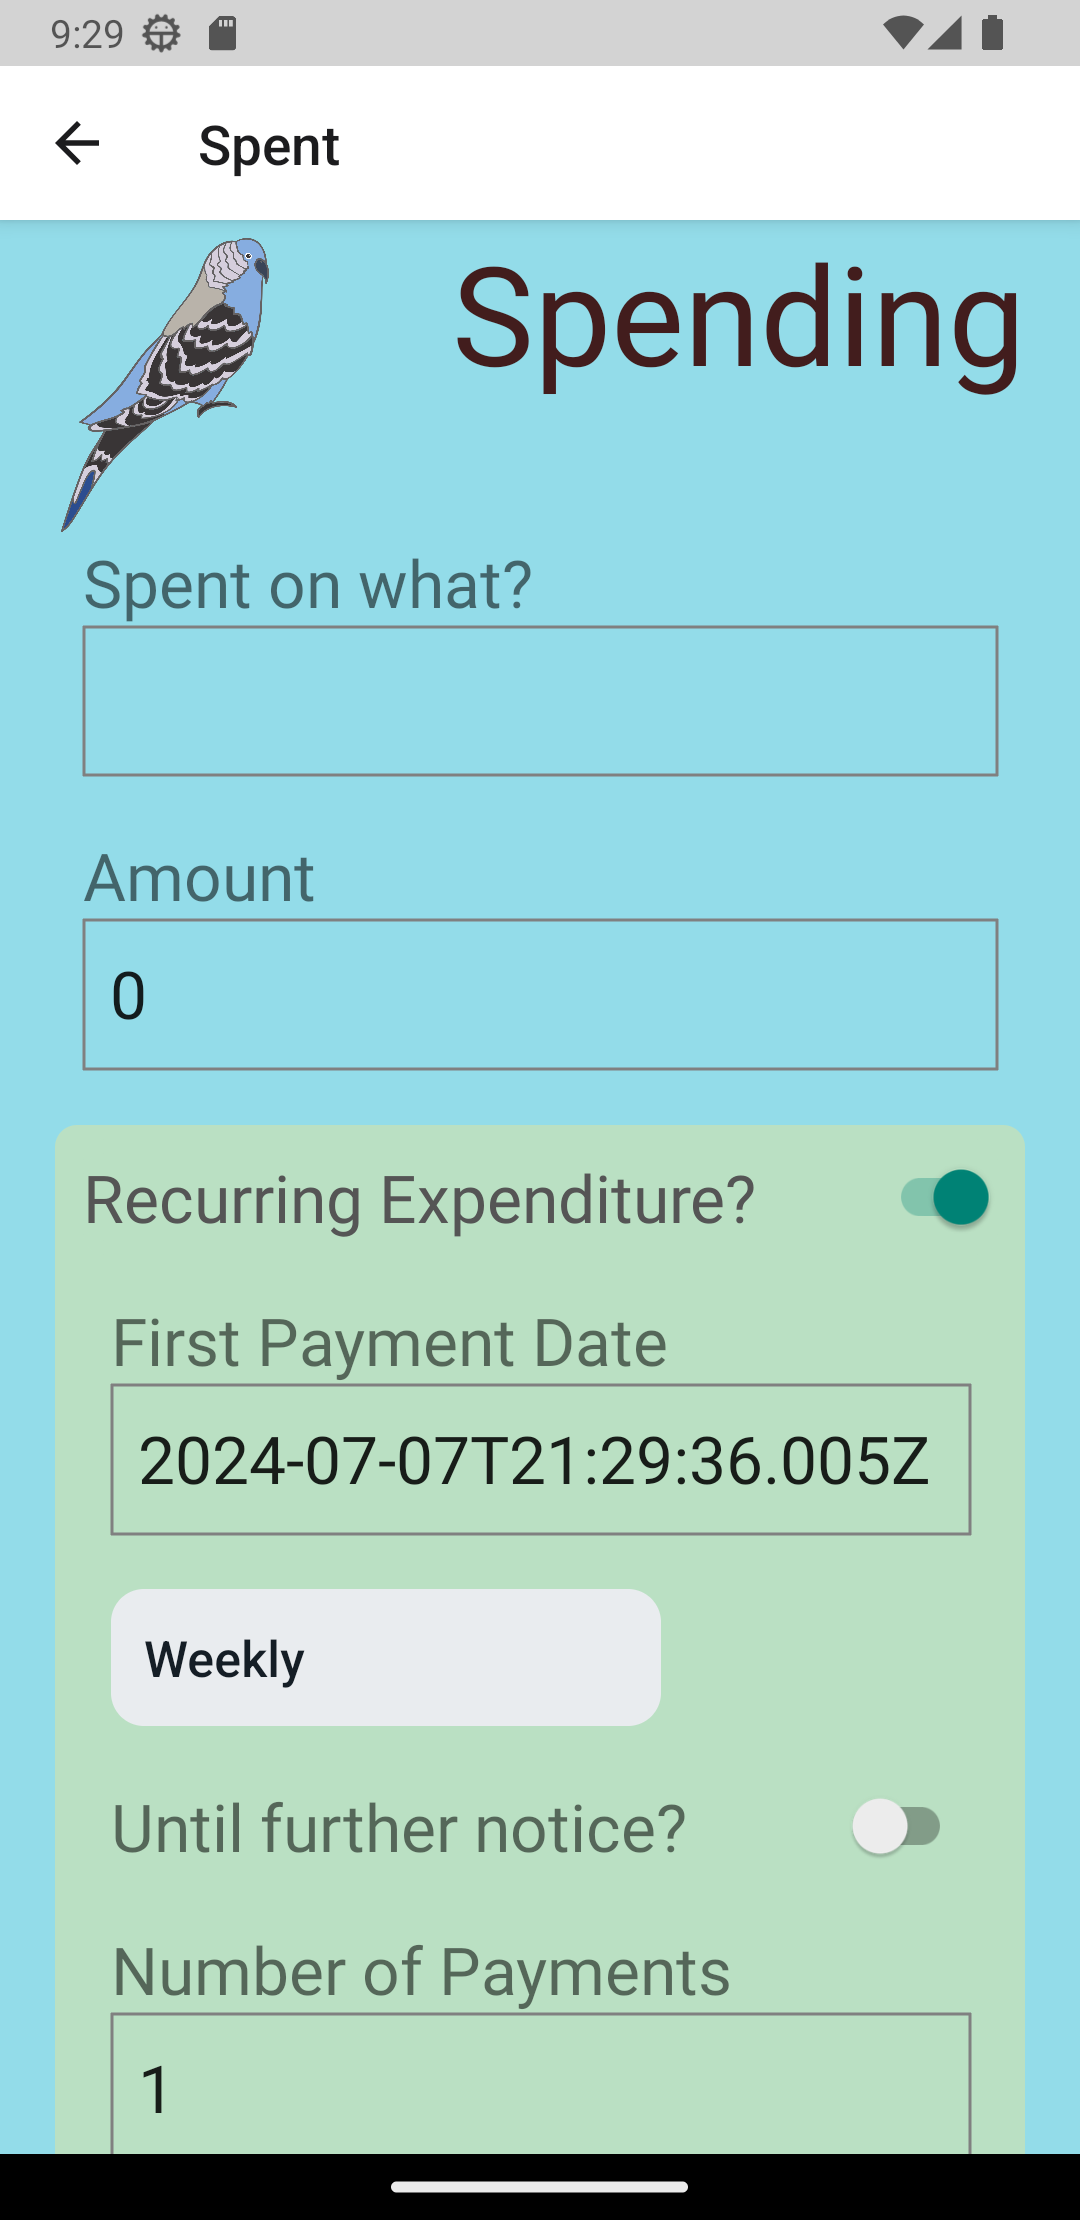 9:29
Spent
Spending
Spent on what?
Amount
0
Recurring Expenditure?
First Payment Date
2024-07-07T21:29:36.005Z
Weekly
Until further notice?
Number of Payments
1